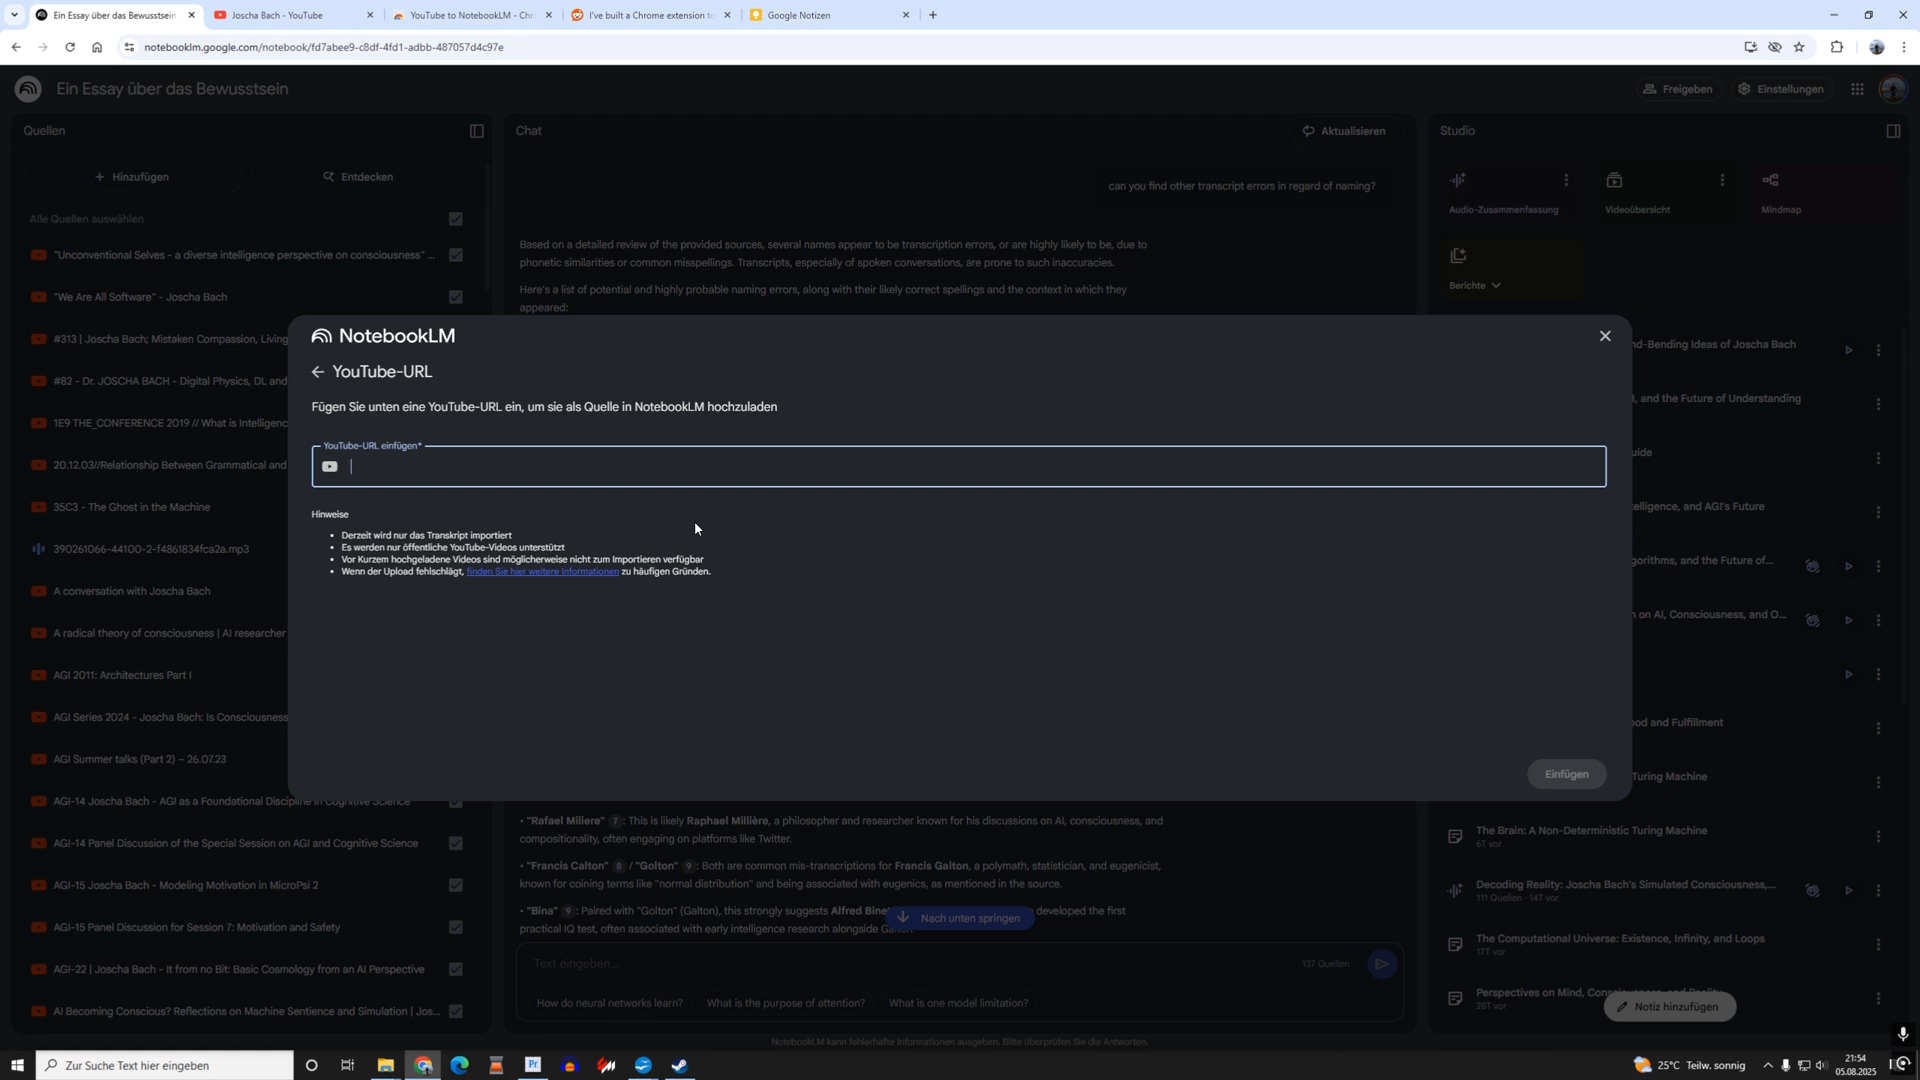 Ein Essay über das Bewusstsein
Joscha Bach - YouTube
YouTube to NotebookLM - Chr
I've built a Chrome extension to
Google Notizen
notebooklm.google.com/notebook/fd7abee9-c8df-4fd1-adbb-487057d4c97e
Ein Essay über das Bewusstsein
Freigeben
Einstellungen
Quellen
Chat
Aktualisieren
Studio
Hinzufügen
Entdecken
Alle Quellen auswählen
"Unconventional Selves - a diverse intelligence perspective on consciousness" ...
"We Are All Software" - Joscha Bach
#313 | Joscha Bach; Mistaken Compassion, Living
#82 - Dr. JOSCHA BACH - Digital Physics, DL and
1E9 THE_CONFERENCE 2019 // What is Intelligenc
20.12.03//Relationship Between Grammatical and
35C3 - The Ghost in the Machine
390261066-44100-2-f4861834fca2a.mp3
A conversation with Joscha Bach
A radical theory of consciousness | AI researcher
AGI 2011: Architectures Part I
AGI Series 2024 - Joscha Bach: Is Consciousness
AGI Summer talks (Part 2) – 26.07.23
AGI-14 Joscha Bach - AGI as a Foundational Discipline in Cognitive Science
AGI-14 Panel Discussion of the Special Session on AGI and Cognitive Science
AGI-15 Joscha Bach - Modeling Motivation in MicroPsi 2
AGI-15 Panel Discussion for Session 7: Motivation and Safety
AGI-22 | Joscha Bach - It from no Bit: Basic Cosmology from an AI Perspective
AI Becoming Conscious? Reflections on Machine Sentience and Simulation | Jos...
can you find other transcript errors in regard of naming?
Based on a detailed review of the provided sources, several names appear to be transcription errors, or are highly likely to be, due to
phonetic similarities or common misspellings. Transcripts, especially of spoken conversations, are prone to such inaccuracies.
Here's a list of potential and highly probable naming errors, along with their likely correct spellings and the context in which they
appeared:
NotebookLM
YouTube-URL
Fügen Sie unten eine YouTube-URL ein, um sie als Quelle in NotebookLM hochzuladen
YouTube-URL einfügen*
Hinweise
• Derzeit wird nur das Transkript importiert
• Es werden nur öffentliche YouTube-Videos unterstützt
• Vor Kurzem hochgeladene Videos sind möglicherweise nicht zum Importieren verfügbar
• Wenn der Upload fehlschlägt, finden Sie hier weitere Informationen zu häufigen Gründen.
Einfügen
• "Rafael Miliere" 7 : This is likely Raphael Millière, a philosopher and researcher known for his discussions on AI, consciousness, and
compositionality, often engaging on platforms like Twitter.
• "Francis Calton" 8 / "Golton" 9 : Both are common mis-transcriptions for Francis Galton, a polymath, statistician, and eugenicist,
known for coining terms like "normal distribution" and being associated with eugenics, as mentioned in the source.
• "Bina" 9 : Paired with "Golton" (Galton), this strongly suggests Alfred Bine developed the first
practical IQ test, often associated with early intelligence research alongside Galton.
Nach unten springen
Text eingeben...
137 Quellen
How do neural networks learn?
What is the purpose of attention?
What is one model limitation?
NotebookLM kann fehlerhafte Informationen ausgeben. Bitte überprüfen Sie die Antworten.
Audio-Zusammenfassung
Videoübersicht
Mindmap
Berichte
nd-Bending Ideas of Joscha Bach
I, and the Future of Understanding
uide
elligence, and AGI's Future
gorithms, and the Future of...
n on AI, Consciousness, and O...
ood and Fulfillment
Turing Machine
The Brain: A Non-Deterministic Turing Machine
6T vor
Decoding Reality: Joscha Bach's Simulated Consciousness,...
111 Quellen · 14T vor
The Computational Universe: Existence, Infinity, and Loops
17T vor
Perspectives on Mind, Consciousness, and Reality
28T vor
Notiz hinzufügen
Zur Suche Text hier eingeben
Pr
25°C Teilw. sonnig
21:54
05.08.2025